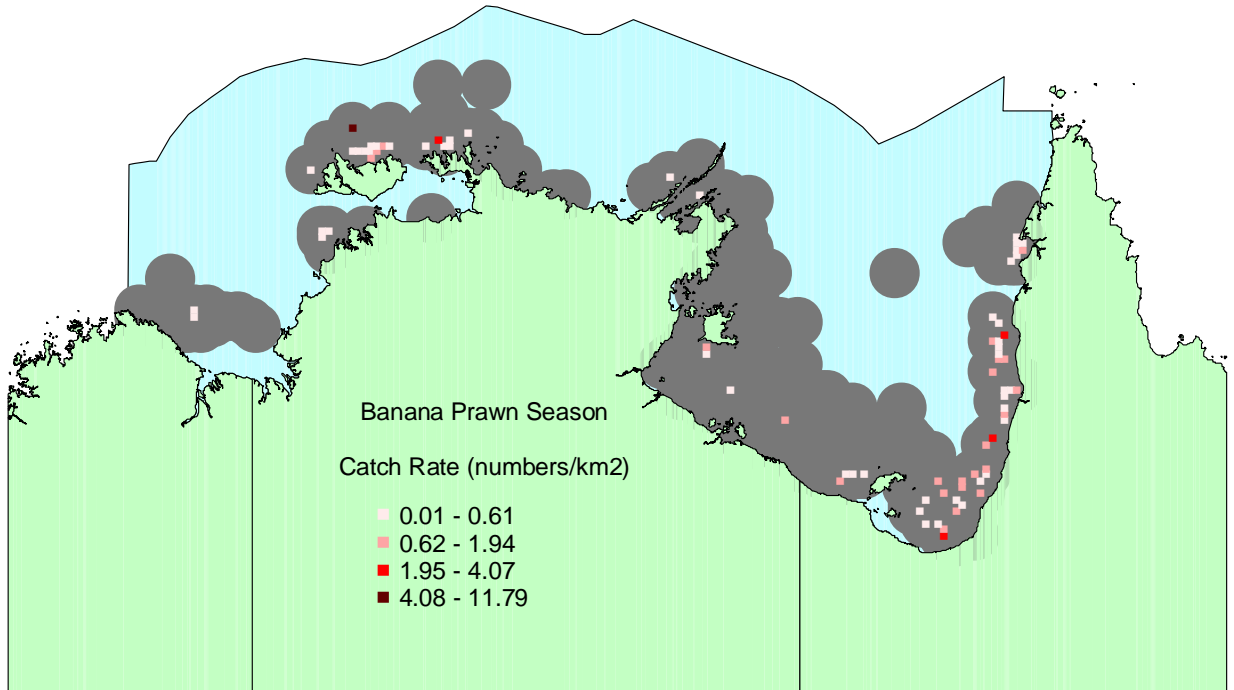 Banana Prawn Season
Catch Rate (numbers/km2)
0.01 - 0.61
0.62 - 1.94
1.95 - 4.07
4.08 - 11.79